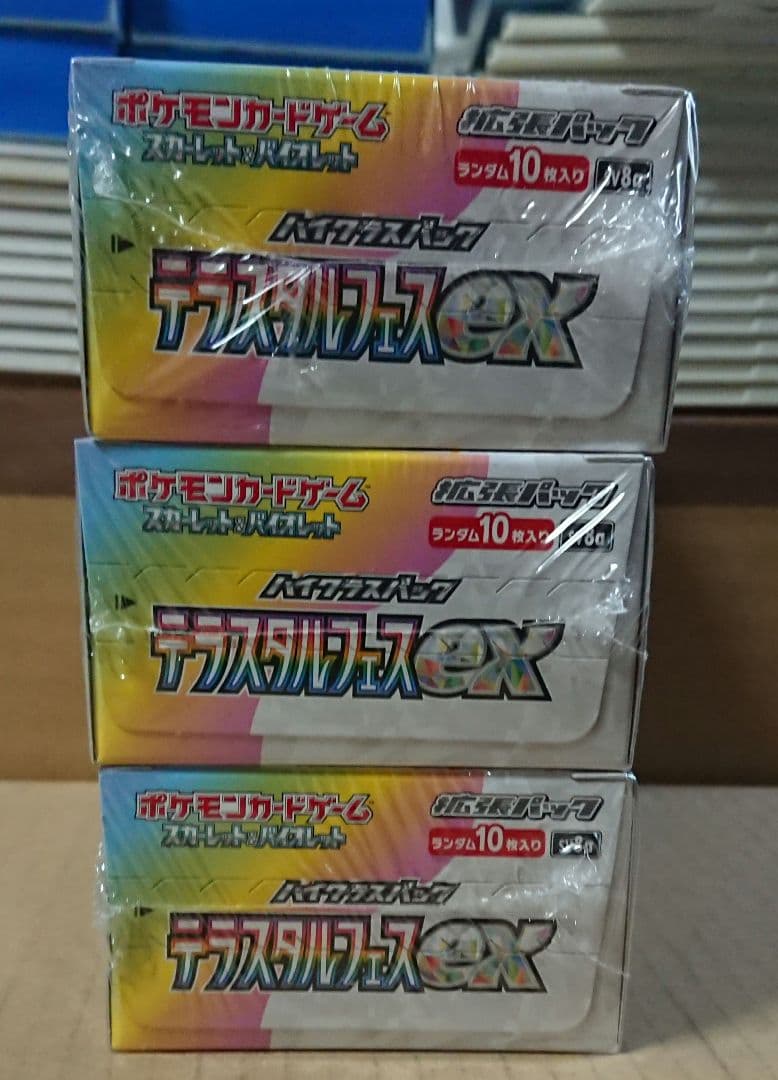 ポケモンカードゲーム
拡張パック
スカーレット&バイオレット
ランダム10枚入り
sv8a
ハイクラスパック
テラスタルフェスex
ポケモンカードゲーム
拡張パック
スカーレット&バイオレット
ランダム10枚入り
sv8a
ハイクラスパック
テラスタルフェスex
ポケモンカードゲーム
拡張パック
スカーレット&バイオレット
ランダム10枚入り
sv8a
ハイクラスパック
テラスタルフェスex